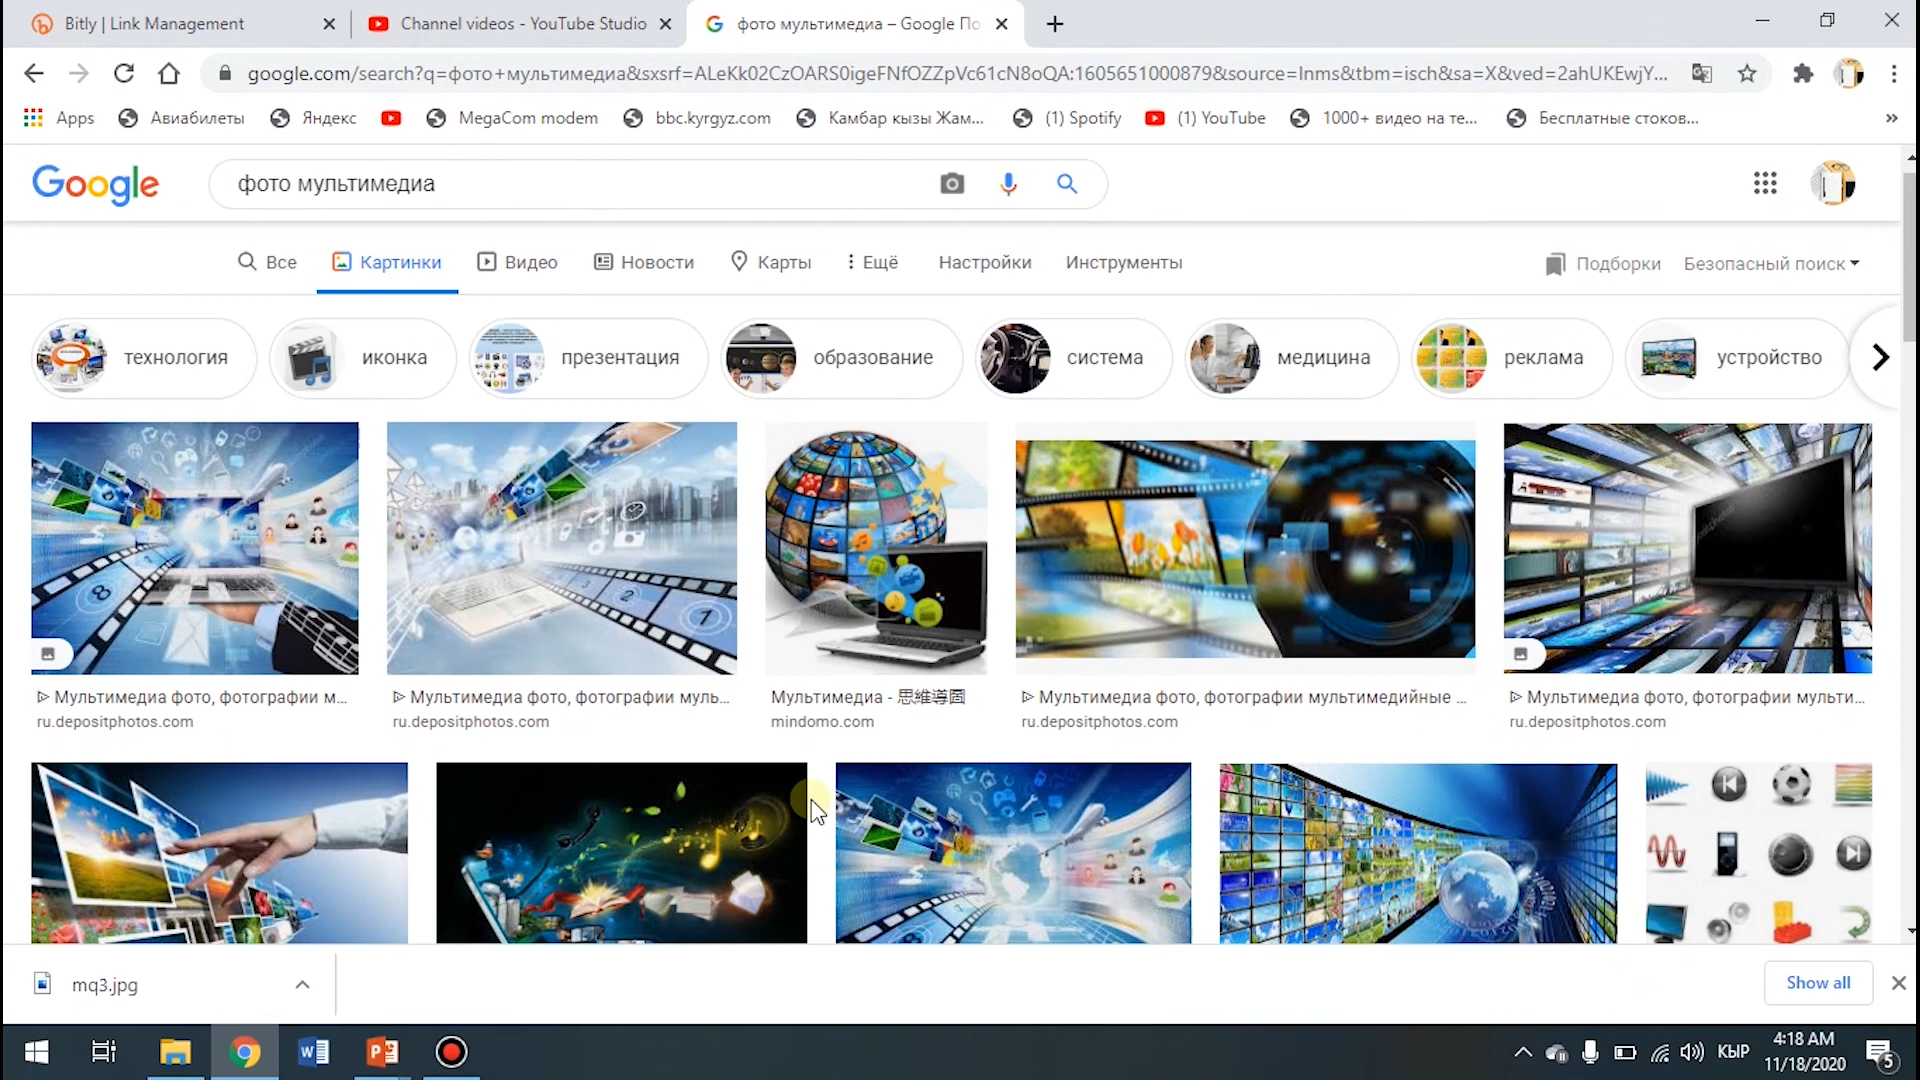 Bitly | Link Management
Channel videos - YouTube Studio
фото мультимедиа – Google По
google.com/search?q=фото+мультимедиа&sxsrf=ALeKk02CzOARS0igeFNfOZZpVc61cN8oQA:1605651000879&source=lnms&tbm=isch&sa=X&ved=2ahUKEwjY...
Apps
Авиабилеты
Яндекс
MegaCom modem
bbc.kyrgyz.com
Камбар кызы Жам...
(1) Spotify
(1) YouTube
1000+ видео на те...
Бесплатные стоков...
»
Google
фото мультимедиа
Все
Картинки
Видео
Новости
Карты
Ещё
Настройки
Инструменты
Подборки
Безопасный поиск
технология
иконка
презентация
образование
система
медицина
реклама
устройство
8
3
2
1
ᐈ Мультимедиа фото, фотографии м...
ru.depositphotos.com
ᐈ Мультимедиа фото, фотографии муль...
ru.depositphotos.com
Мультимедиа - 思維導圖
mindomo.com
ᐈ Мультимедиа фото, фотографии мультимедийные ...
ru.depositphotos.com
ᐈ Мультимедиа фото, фотографии мульти...
ru.depositphotos.com
mq3.jpg
Show all
КЫР
4:18 AM
11/18/2020
5